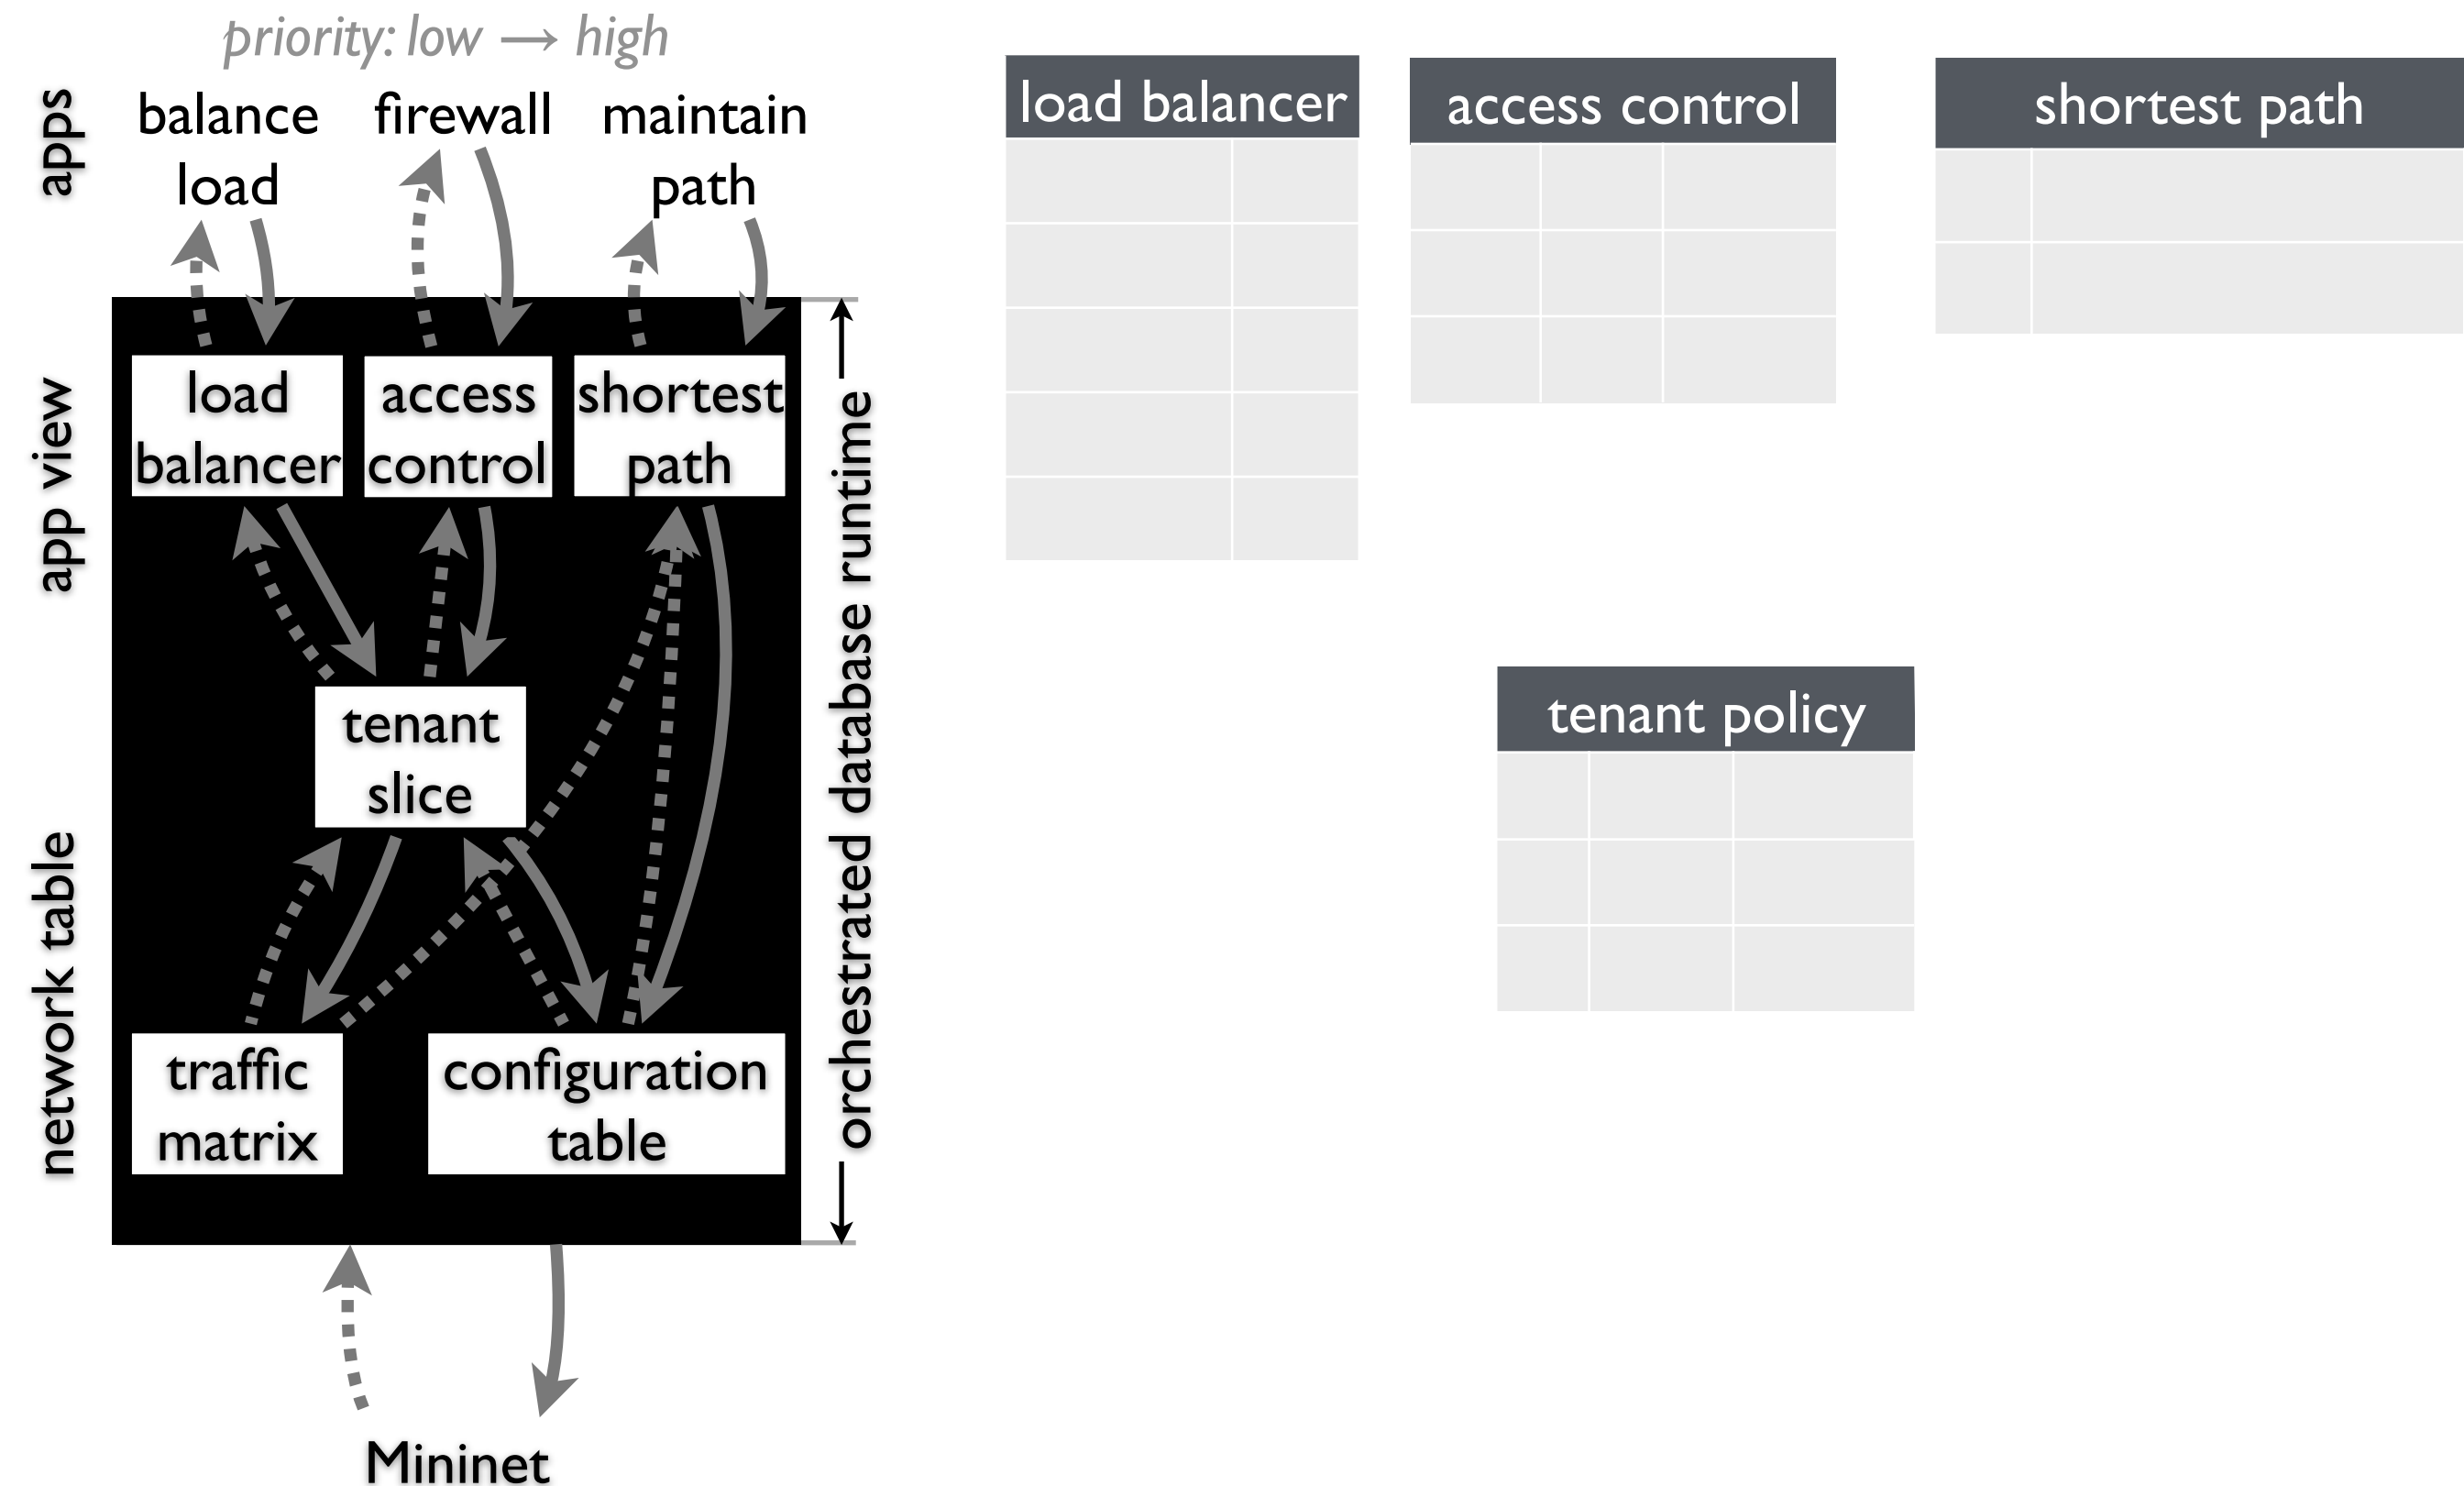 priority: low → high
apps
balance
load
firewall
maintain
path
app view
load
balancer
access
control
shortest
path
tenant
slice
network table
traffic
matrix
configuration
table
orchestrated database runtime
Mininet
load balancer
access control
shortest path
tenant policy